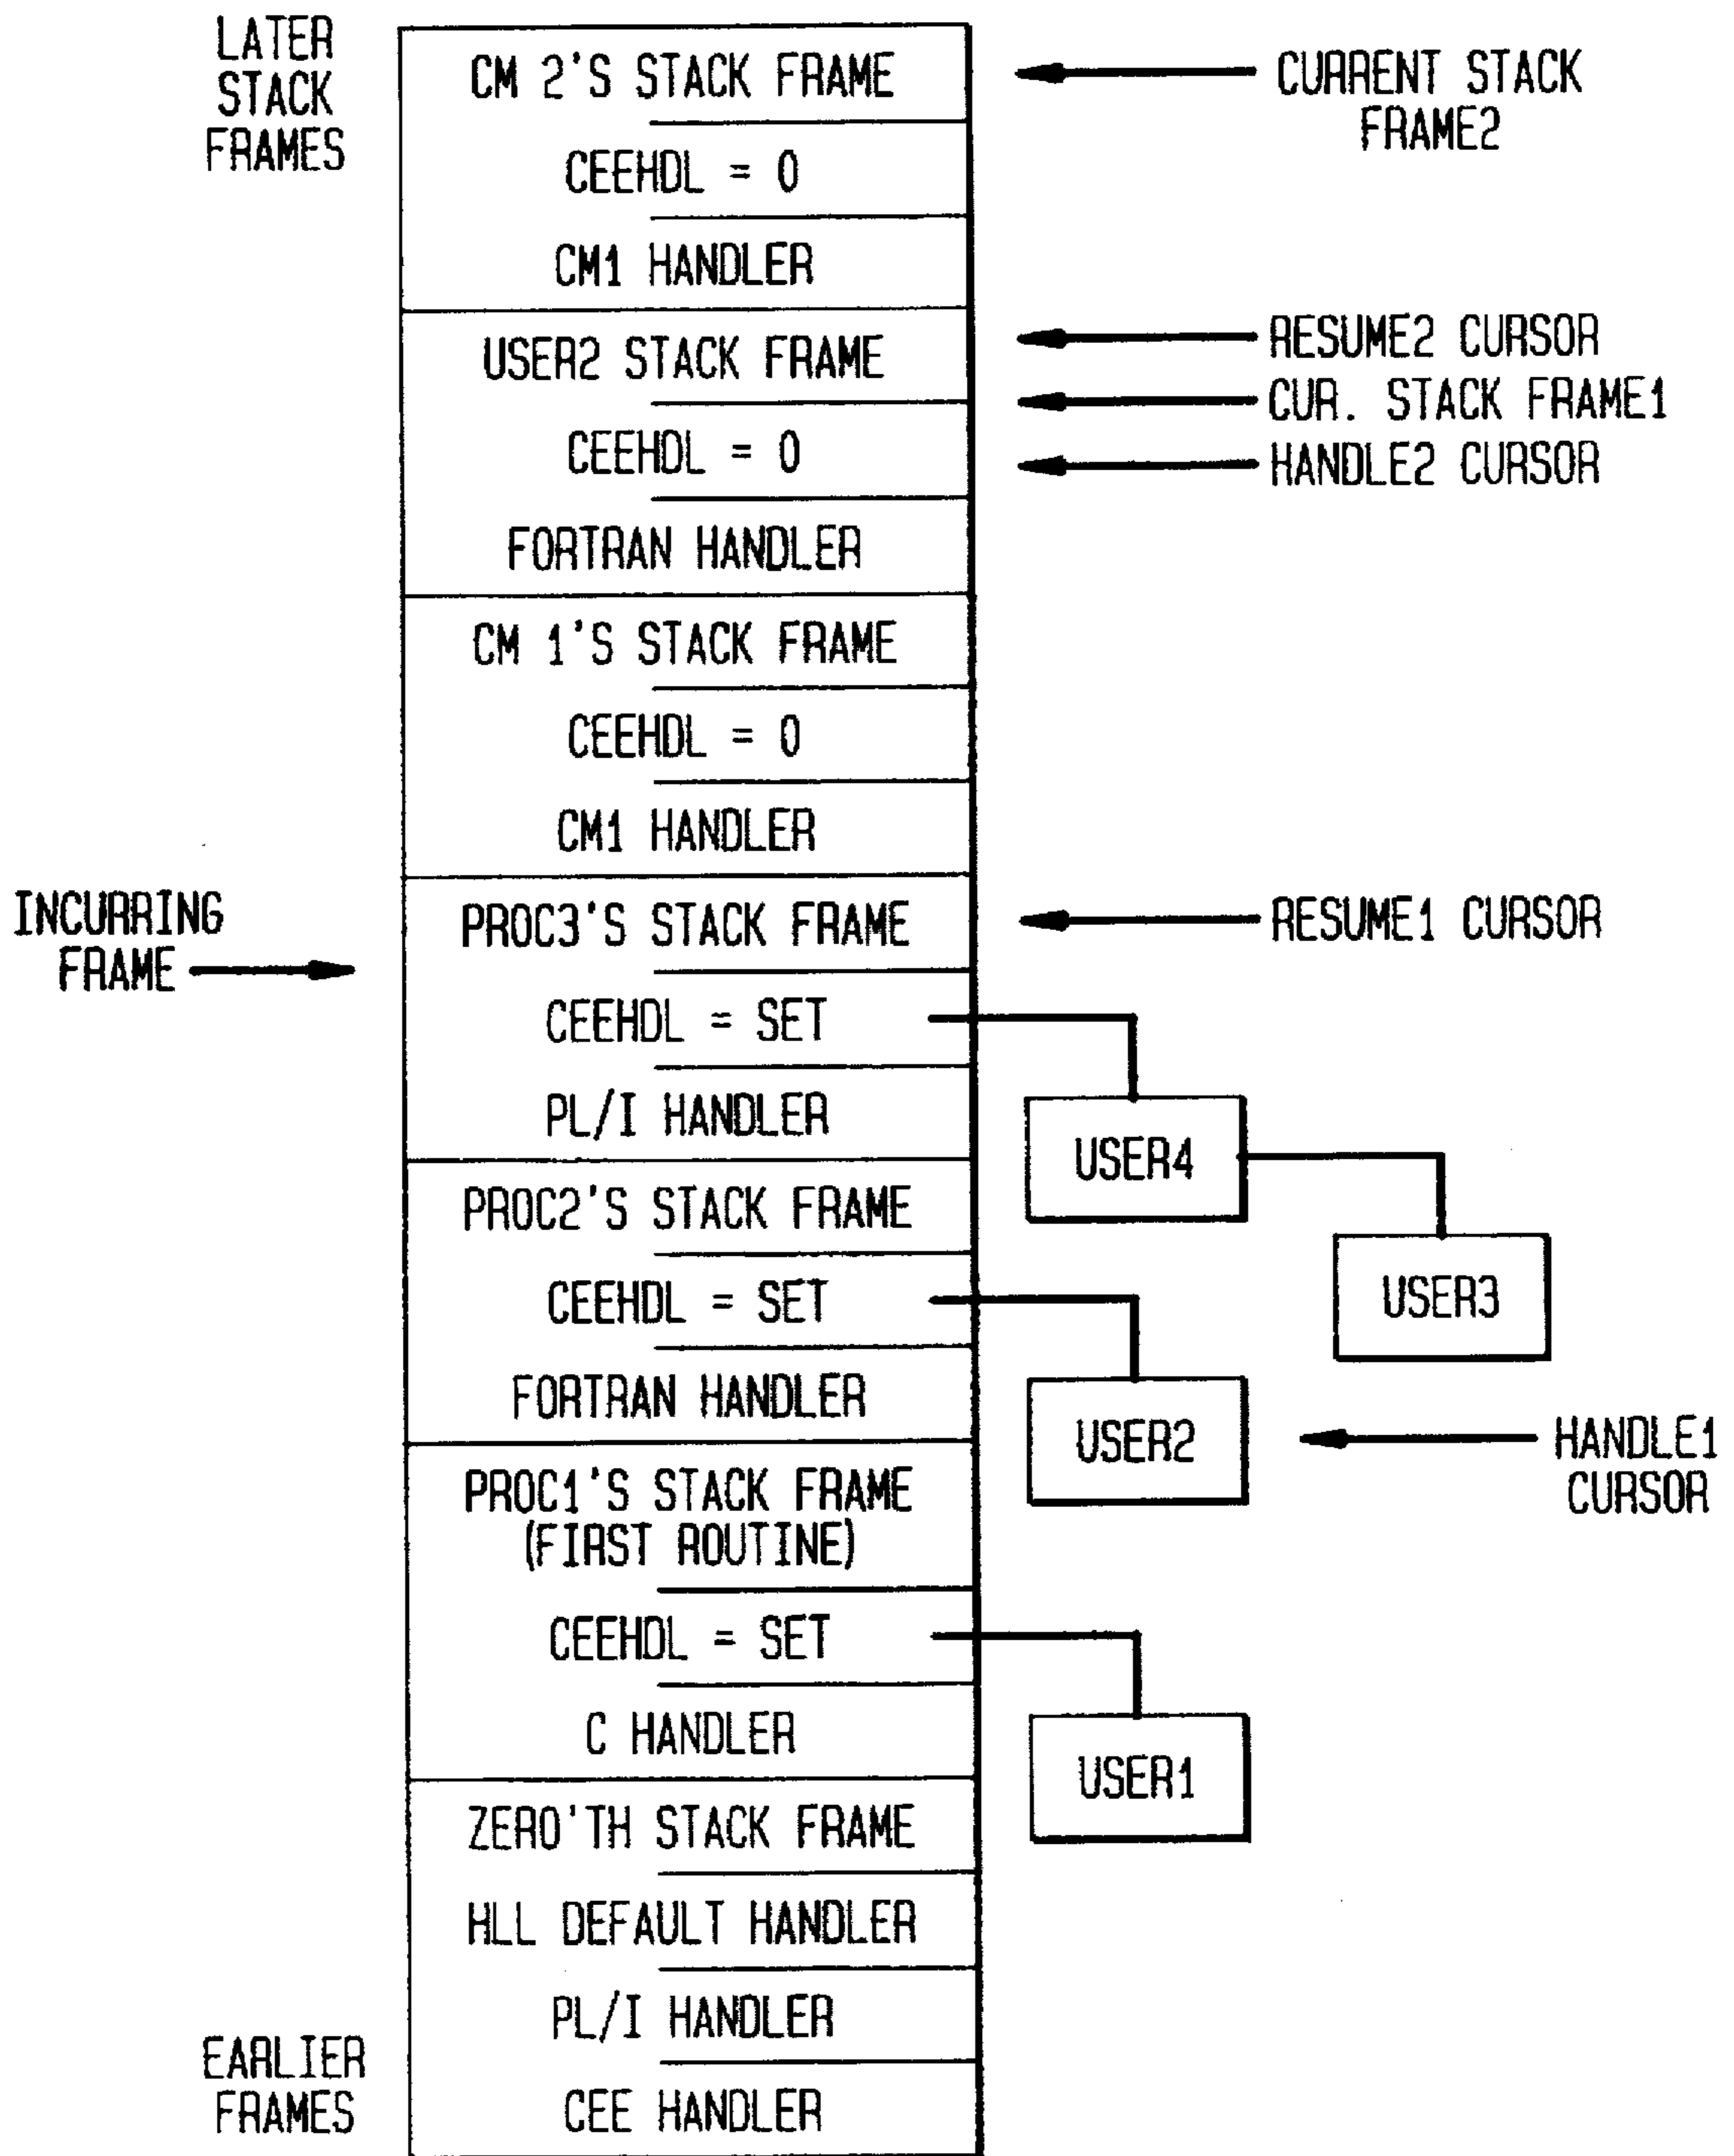 LATER
STACK
FRAMES
CM 2'S STACK FRAME
CURRENT STACK
FRAME2
CEEHDL = 0
CM1 HANDLER
USER2 STACK FRAME
RESUME2 CURSOR
CUR. STACK FRAME1
CEEHDL = 0
HANDLE2 CURSOR
FORTRAN HANDLER
CM 1'S STACK FRAME
CEEHDL = 0
CM1 HANDLER
INCURRING
FRAME
PROC3'S STACK FRAME
RESUME1 CURSOR
CEEHDL = SET
PL/I HANDLER
USER4
PROC2'S STACK FRAME
USER3
CEEHDL = SET
FORTRAN HANDLER
USER2
HANDLE1
CURSOR
PROC1'S STACK FRAME
(FIRST ROUTINE)
CEEHDL = SET
C HANDLER
USER1
ZERO'TH STACK FRAME
HLL DEFAULT HANDLER
PL/I HANDLER
EARLIER
FRAMES
CEE HANDLER